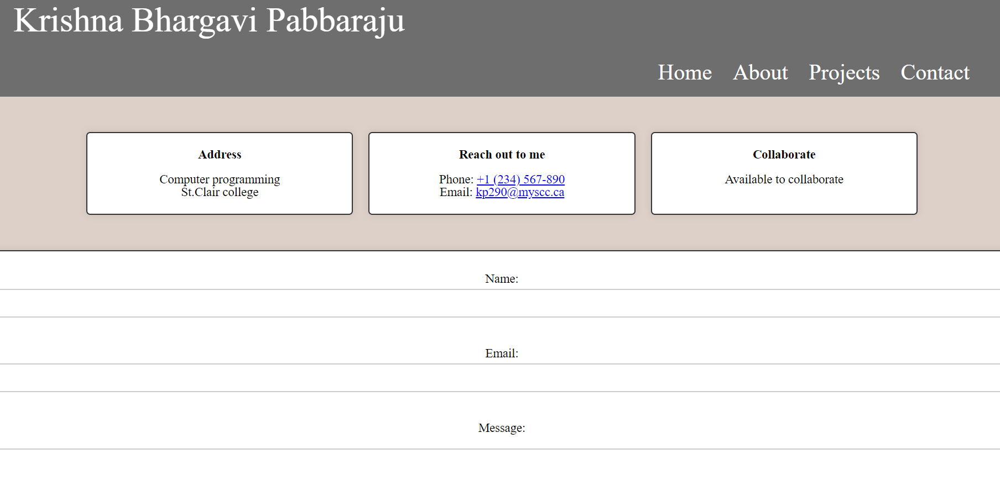 Krishna Bhargavi Pabbaraju
Home About Projects Contact
Address
Computer programming
St.Clair college
Reach out to me
Phone: +1 (234) 567-890
Email: kp290@myscc.ca
Collaborate
Available to collaborate
Name:
Email:
Message: